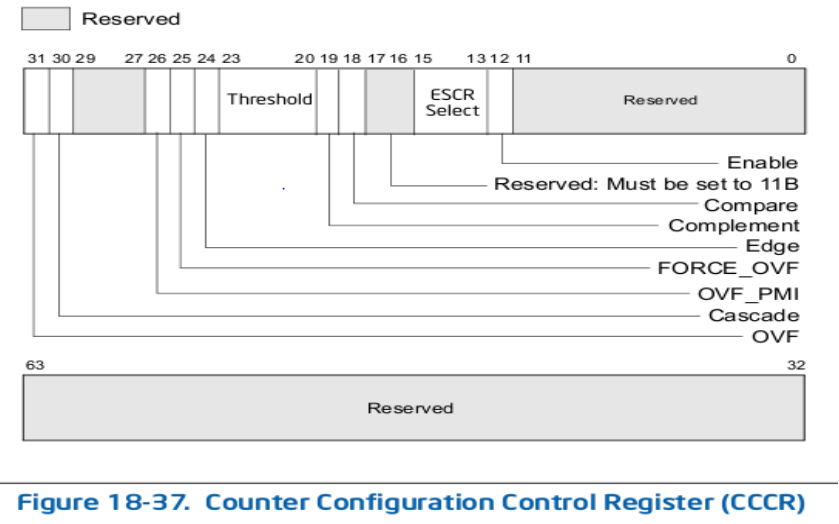 Reserved
31 30 29 27 26 25 24 23 20 19 18 17 16 15 13 12 11 0
Threshold
ESCR
Select
Reserved
Enable
Reserved: Must be set to 11B
Compare
Complement
Edge
FORCE_OVF
OVF_PMI
Cascade
OVF
63 32
Reserved
Figure 18-37. Counter Configuration Control Register (CCCR)